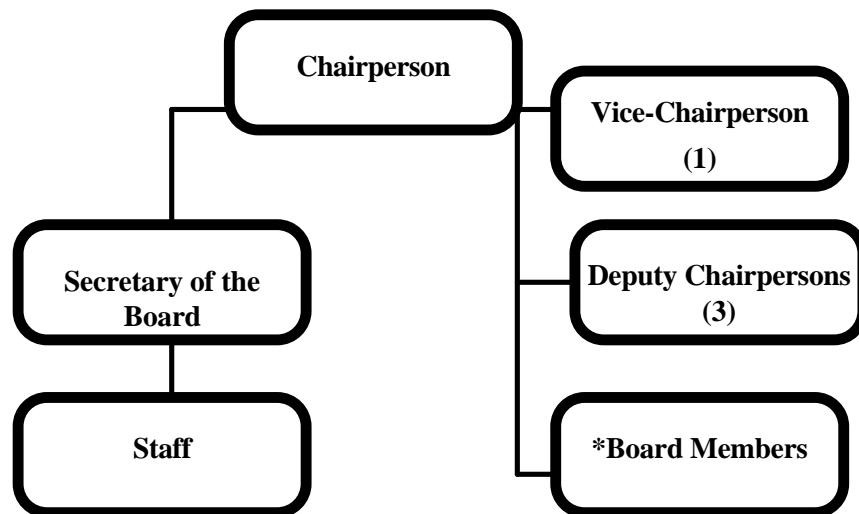 Chairperson
Vice-Chairperson
(1)
Secretary of the
Board
Deputy Chairpersons
(3)
Staff
*Board Members